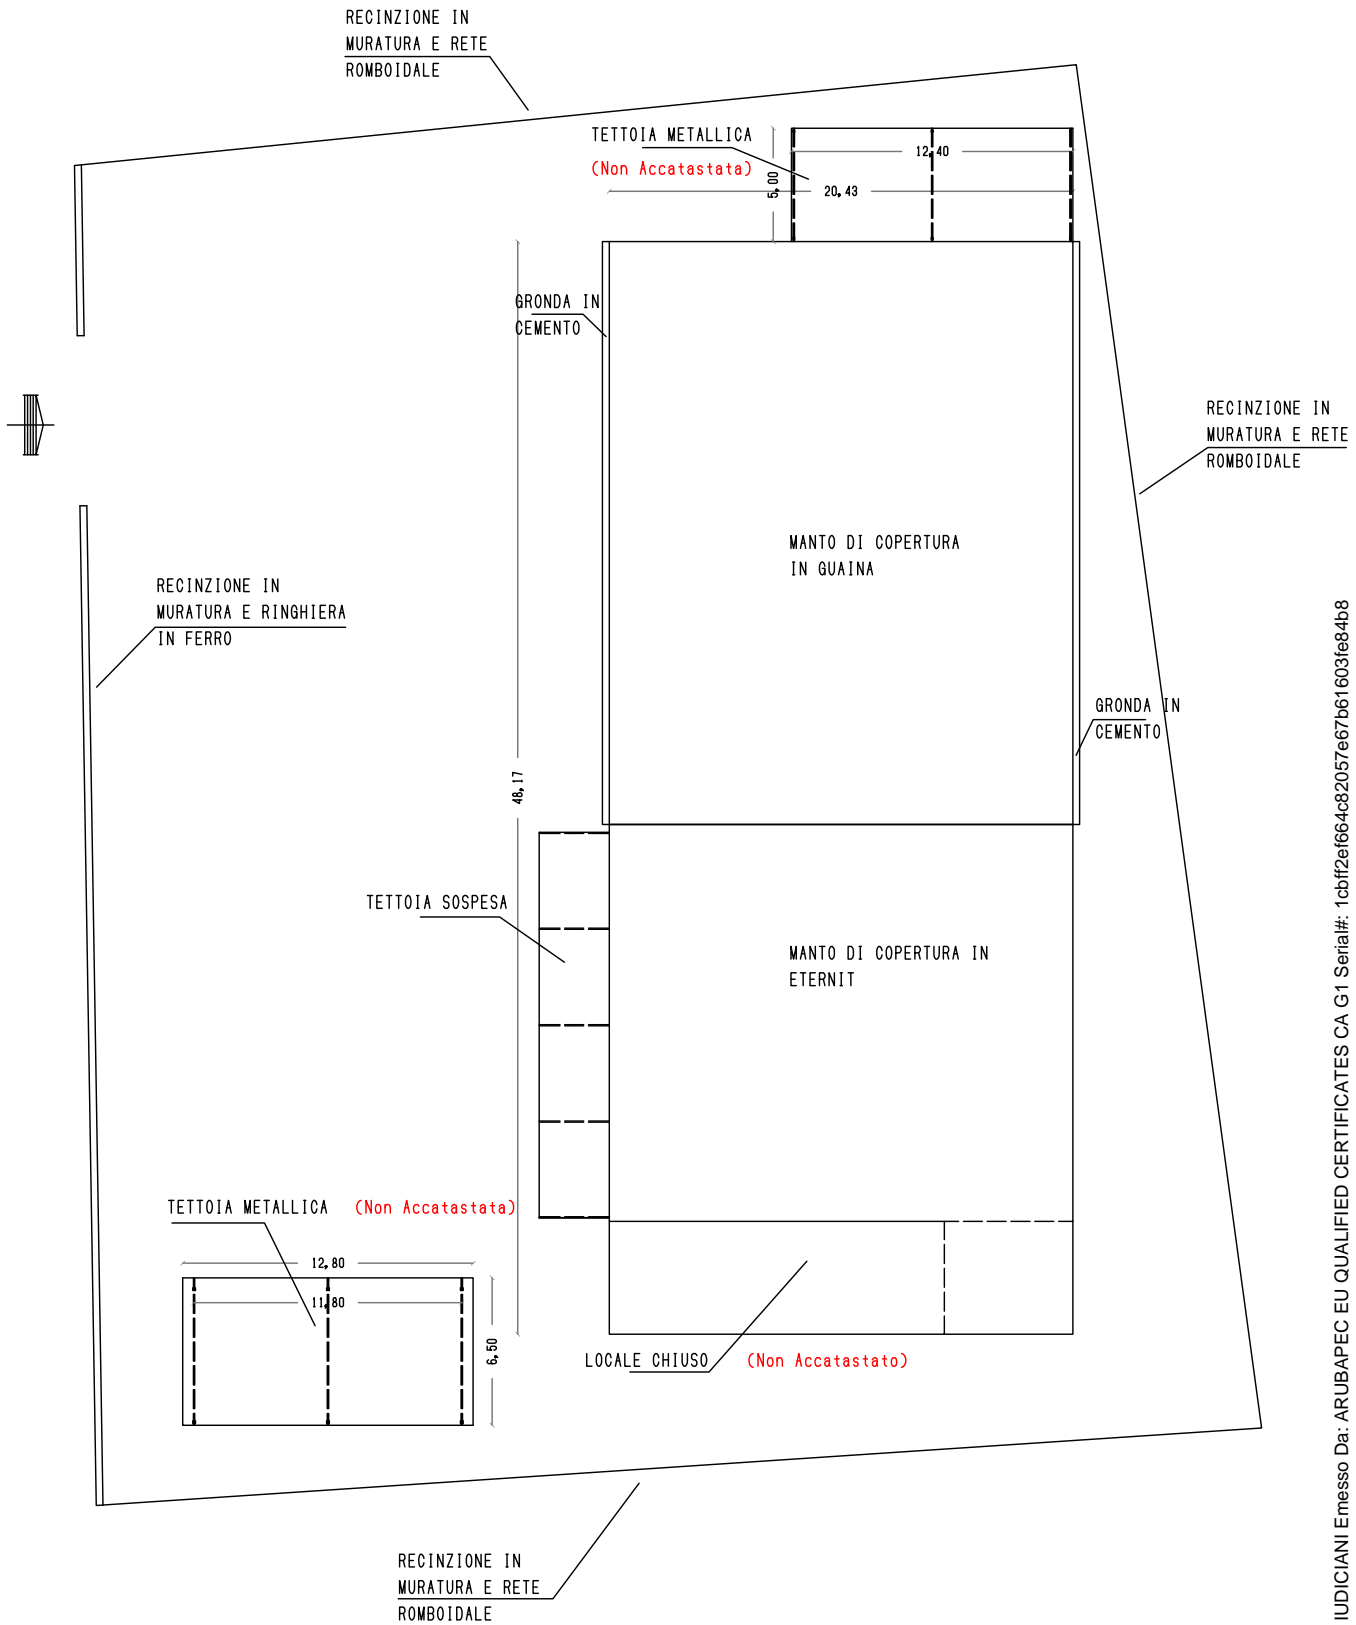 RECINZIONE IN
MURATURA E RETE
ROMBOIDALE
TETTOIA METALLICA
(Non Accatastata)
12,40
5,00
20,43
GRONDA IN
CEMENTO
RECINZIONE IN
MURATURA E RETE
ROMBOIDALE
MANTO DI COPERTURA
IN GUAINA
RECINZIONE IN
MURATURA E RINGHIERA
IN FERRO
GRONDA IN
CEMENTO
48,17
TETTOIA SOSPESA
MANTO DI COPERTURA IN
ETERNIT
TETTOIA METALLICA (Non Accatastata)
12,80
11,80
6,50
LOCALE CHIUSO (Non Accatastato)
RECINZIONE IN
MURATURA E RETE
ROMBOIDALE
IUDICIANI Emesso Da: ARUBAPEC EU QUALIFIED CERTIFICATES CA G1 Serial#: 1cbff2ef664c82057e67b61603fe84b8